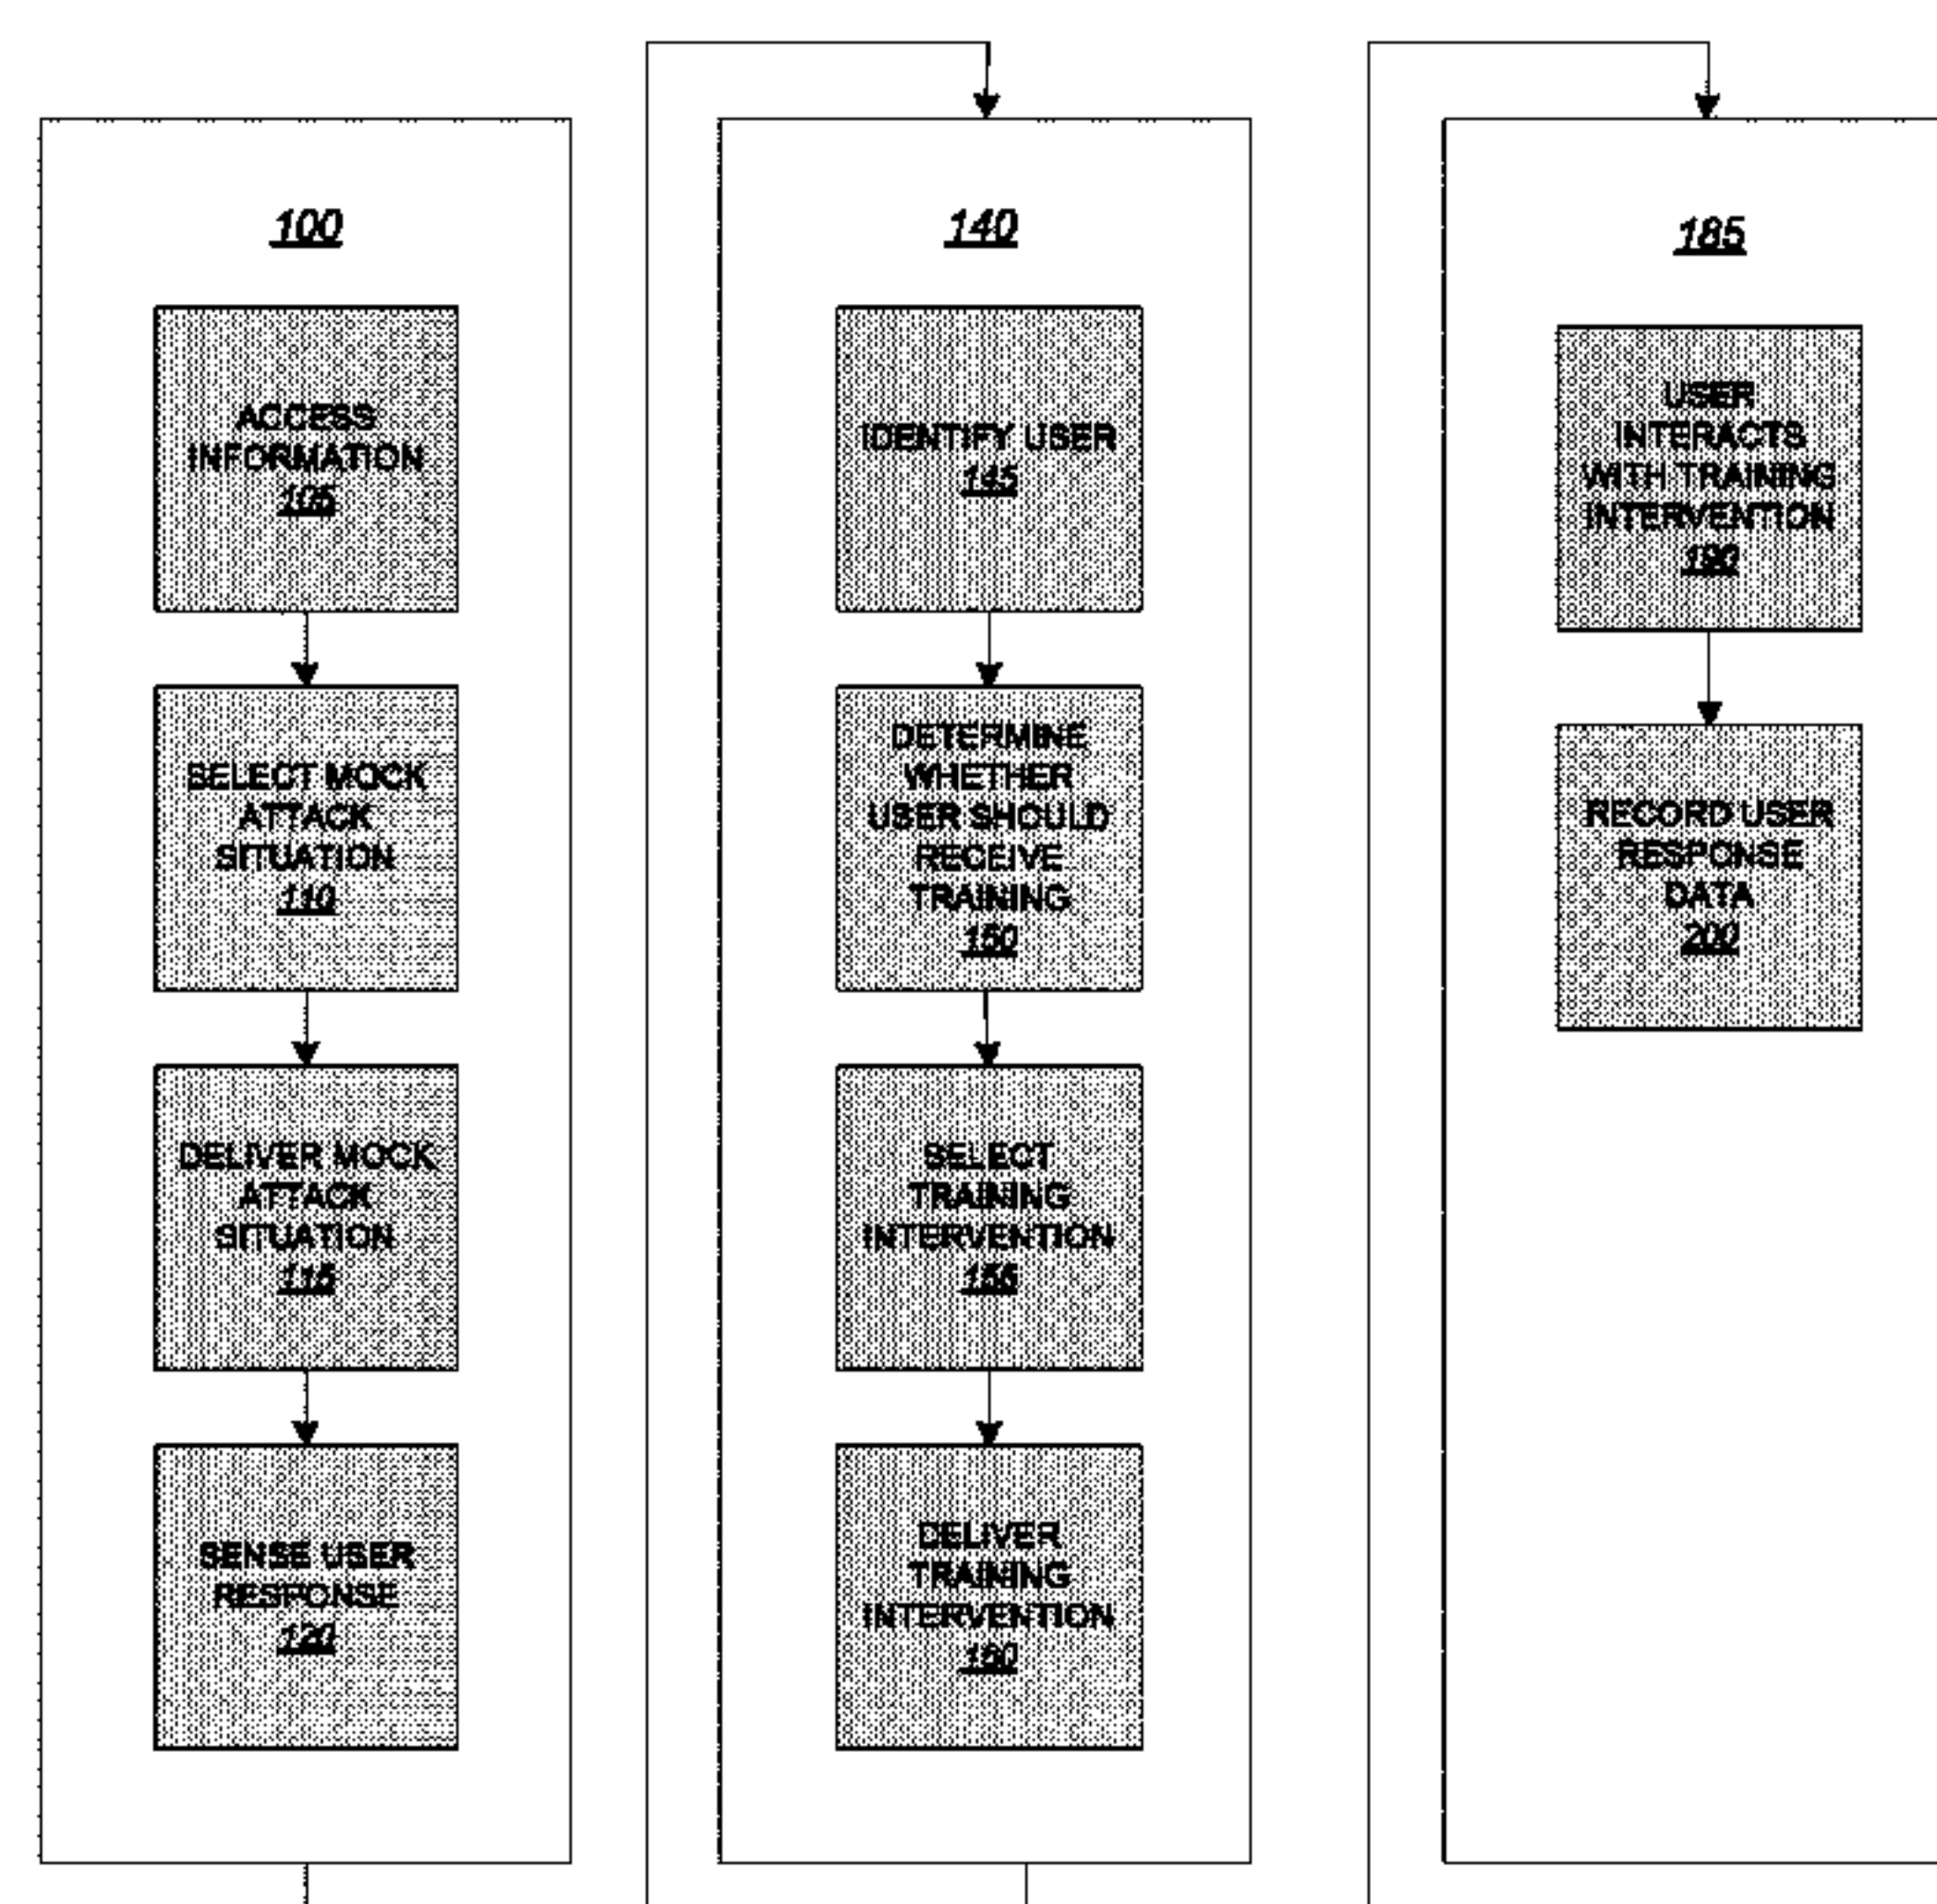 100
ACCESS
INFORMATION
105
SELECT MOCK
ATTACK
SITUATION
110
DELIVER MOCK
ATTACK
SITUATION
115
SENSE USER
RESPONSE
120
140
IDENTIFY USER
145
DETERMINE
WHETHER
USER SHOULD
RECEIVE
TRAINING
150
SELECT
TRAINING
INTERVENTION
155
DELIVER
TRAINING
INTERVENTION
185
USER
INTERACTS
WITH TRAINING
INTERVENTION
190
RECORD USER
RESPONSE
DATA
200